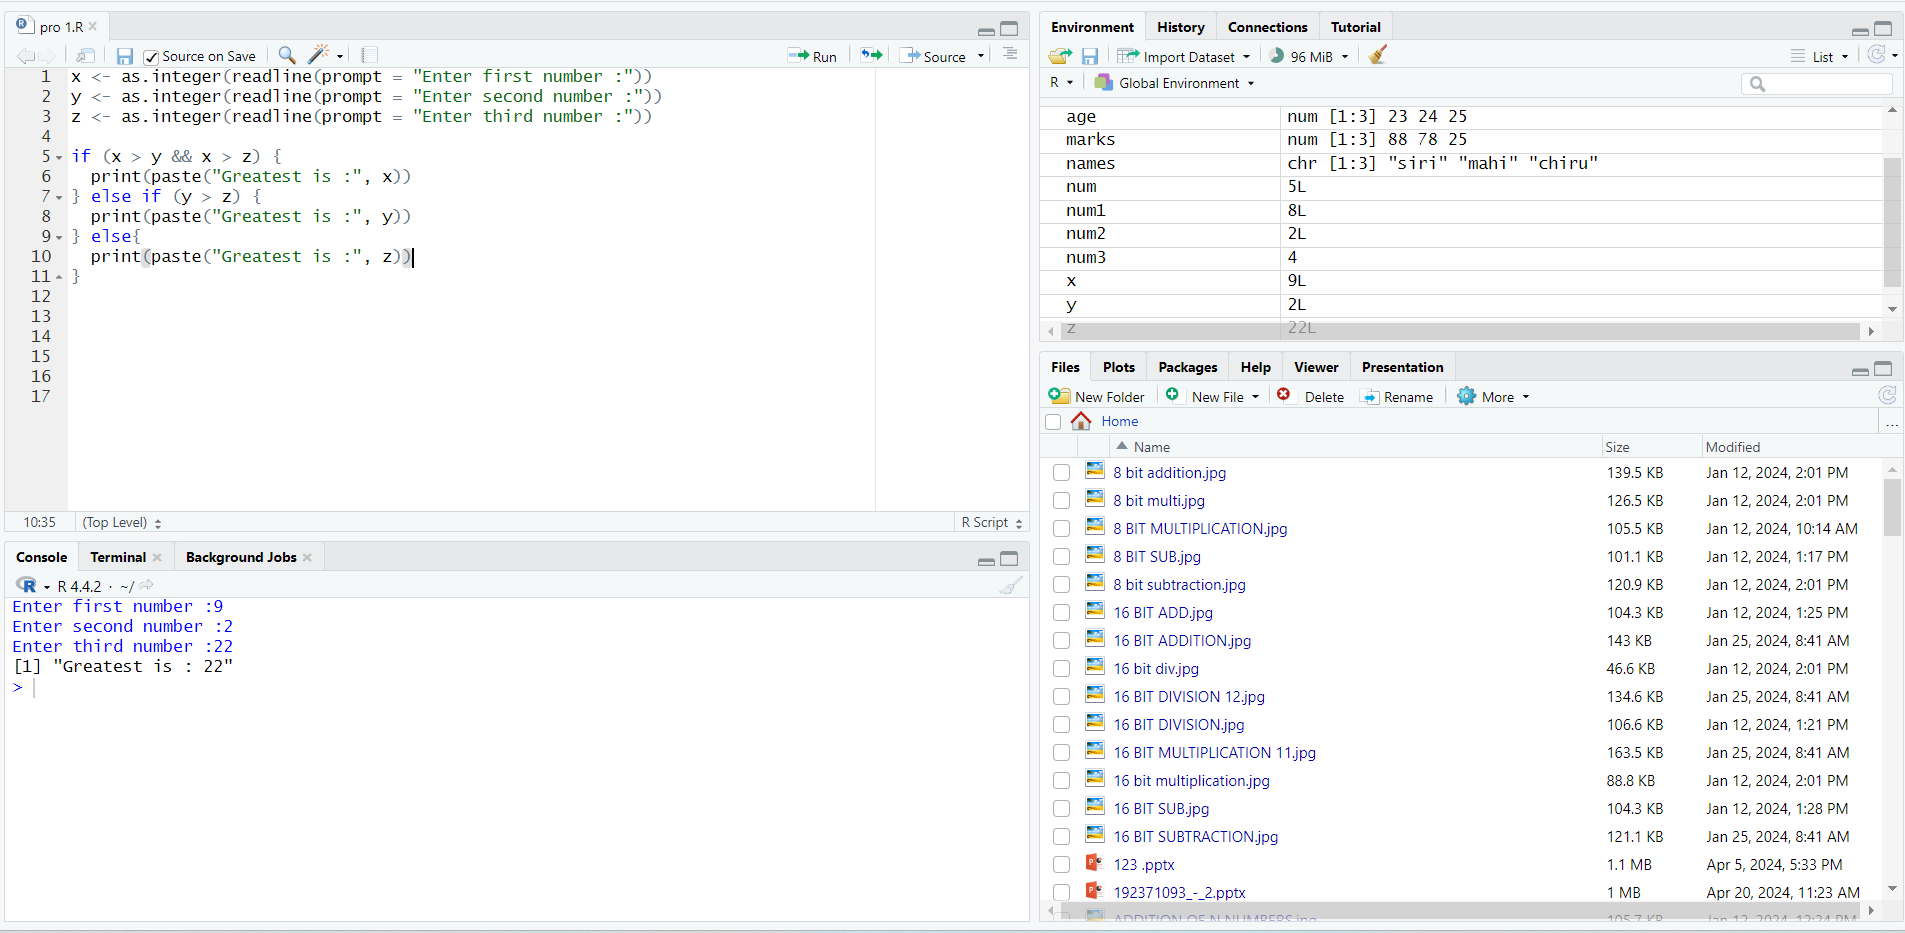 pro 1.R
Source on Save
Run
Source
1 x <- as.integer(readline(prompt = "Enter first number :"))
2 y <- as.integer(readline(prompt = "Enter second number :"))
3 z <- as.integer(readline(prompt = "Enter third number :"))
4
5 if (x > y && x > z) {
6   print(paste("Greatest is :", x))
7 } else if (y > z) {
8   print(paste("Greatest is :", y))
9 } else{
10   print(paste("Greatest is :", z))
11 }
12
13
14
15
16
17
10:35 (Top Level) R Script
Console Terminal Background Jobs
R 4.4.2 · ~/
Enter first number :9
Enter second number :2
Enter third number :22
[1] "Greatest is : 22"
>
Environment History Connections Tutorial
Import Dataset 96 MiB List
R Global Environment
age num [1:3] 23 24 25
marks num [1:3] 88 78 25
names chr [1:3] "siri" "mahi" "chiru"
num 5L
num1 8L
num2 2L
num3 4
x 9L
y 2L
z 22L
Files Plots Packages Help Viewer Presentation
New Folder New File Delete Rename More
Home ...
Name Size Modified
8 bit addition.jpg 139.5 KB Jan 12, 2024, 2:01 PM
8 bit multi.jpg 126.5 KB Jan 12, 2024, 2:01 PM
8 BIT MULTIPLICATION.jpg 105.5 KB Jan 12, 2024, 10:14 AM
8 BIT SUB.jpg 101.1 KB Jan 12, 2024, 1:17 PM
8 bit subtraction.jpg 120.9 KB Jan 12, 2024, 2:01 PM
16 BIT ADD.jpg 104.3 KB Jan 12, 2024, 1:25 PM
16 BIT ADDITION.jpg 143 KB Jan 25, 2024, 8:41 AM
16 bit div.jpg 46.6 KB Jan 12, 2024, 2:01 PM
16 BIT DIVISION 12.jpg 134.6 KB Jan 25, 2024, 8:41 AM
16 BIT DIVISION.jpg 106.6 KB Jan 12, 2024, 1:21 PM
16 BIT MULTIPLICATION 11.jpg 163.5 KB Jan 25, 2024, 8:41 AM
16 bit multiplication.jpg 88.8 KB Jan 12, 2024, 2:01 PM
16 BIT SUB.jpg 104.3 KB Jan 12, 2024, 1:28 PM
16 BIT SUBTRACTION.jpg 121.1 KB Jan 25, 2024, 8:41 AM
123 .pptx 1.1 MB Apr 5, 2024, 5:33 PM
192371093_-_2.pptx 1 MB Apr 20, 2024, 11:23 AM
ADDITION OF N NUMBERS.jpg 105.7 KB Jan 12, 2024, 12:24 PM